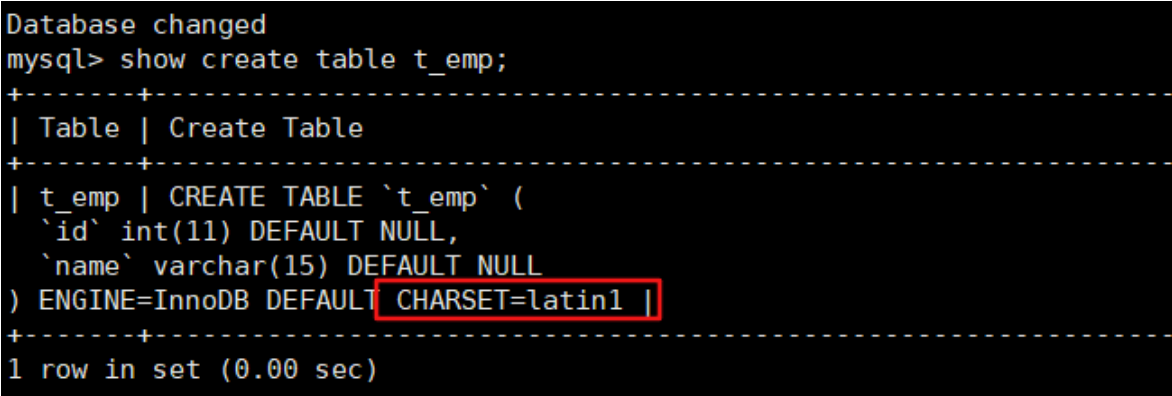 Database changed
mysql> show create table t_emp;
+-------+---------------------------------------------------------------
| Table | Create Table
+-------+---------------------------------------------------------------
| t_emp | CREATE TABLE `t_emp` (
  `id` int(11) DEFAULT NULL,
  `name` varchar(15) DEFAULT NULL
) ENGINE=InnoDB DEFAULT CHARSET=latin1 |
+-------+---------------------------------------------------------------
1 row in set (0.00 sec)